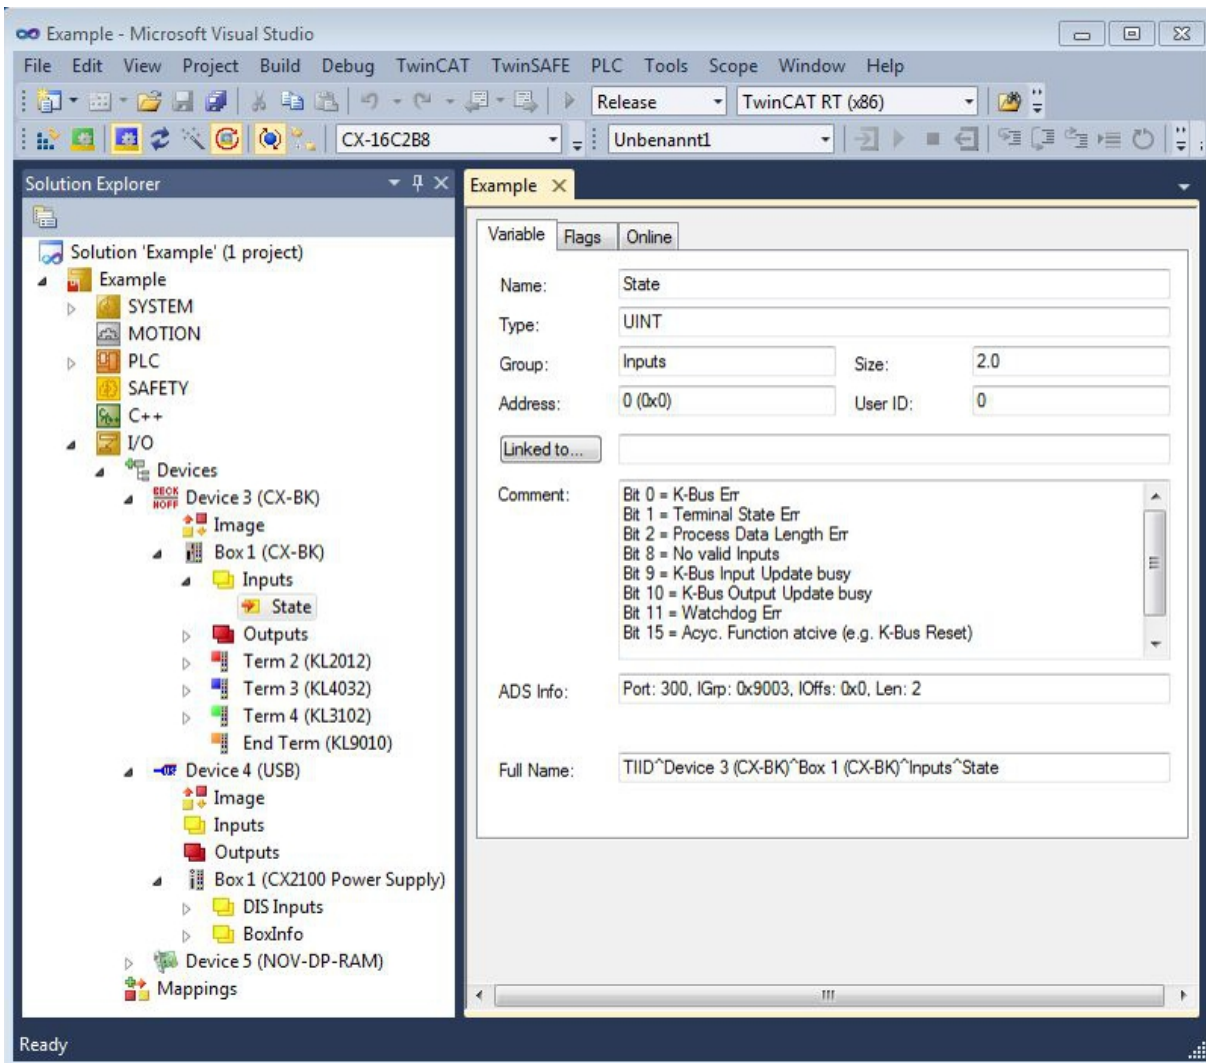 Example - Microsoft Visual Studio
File Edit View Project Build Debug TwinCAT TwinSAFE PLC Tools Scope Window Help
Release TwinCAT RT (x86)
CX-16C2B8 Unbenannt1
Solution Explorer
Solution 'Example' (1 project)
Example
SYSTEM
MOTION
PLC
SAFETY
C++
I/O
Devices
BECK
HOFF
Device 3 (CX-BK)
Image
Box 1 (CX-BK)
Inputs
State
Outputs
Term 2 (KL2012)
Term 3 (KL4032)
Term 4 (KL3102)
End Term (KL9010)
Device 4 (USB)
Image
Inputs
Outputs
Box 1 (CX2100 Power Supply)
DIS Inputs
BoxInfo
Device 5 (NOV-DP-RAM)
Mappings
Example
Variable Flags Online
Name: State
Type: UINT
Group: Inputs Size: 2.0
Address: 0 (0x0) User ID: 0
Linked to...
Comment: Bit 0 = K-Bus Err
Bit 1 = Terminal State Err
Bit 2 = Process Data Length Err
Bit 8 = No valid Inputs
Bit 9 = K-Bus Input Update busy
Bit 10 = K-Bus Output Update busy
Bit 11 = Watchdog Err
Bit 15 = Acyc. Function atcive (e.g. K-Bus Reset)
ADS Info: Port: 300, IGrp: 0x9003, IOffs: 0x0, Len: 2
Full Name: TIID^Device 3 (CX-BK)^Box 1 (CX-BK)^Inputs^State
Ready